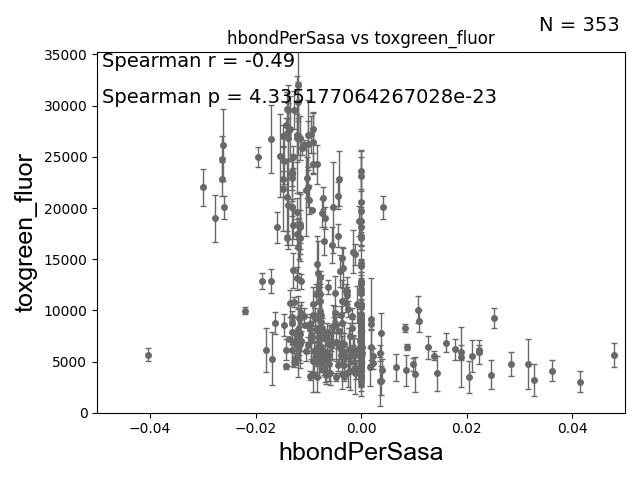 N = 353
hbondPerSasa vs toxgreen_fluor
Spearman r = -0.49
Spearman p = 4.335177064267028e-23
toxgreen_fluor
35000
30000
25000
20000
15000
10000
5000
0
−0.04 −0.02 0.00 0.02 0.04
hbondPerSasa